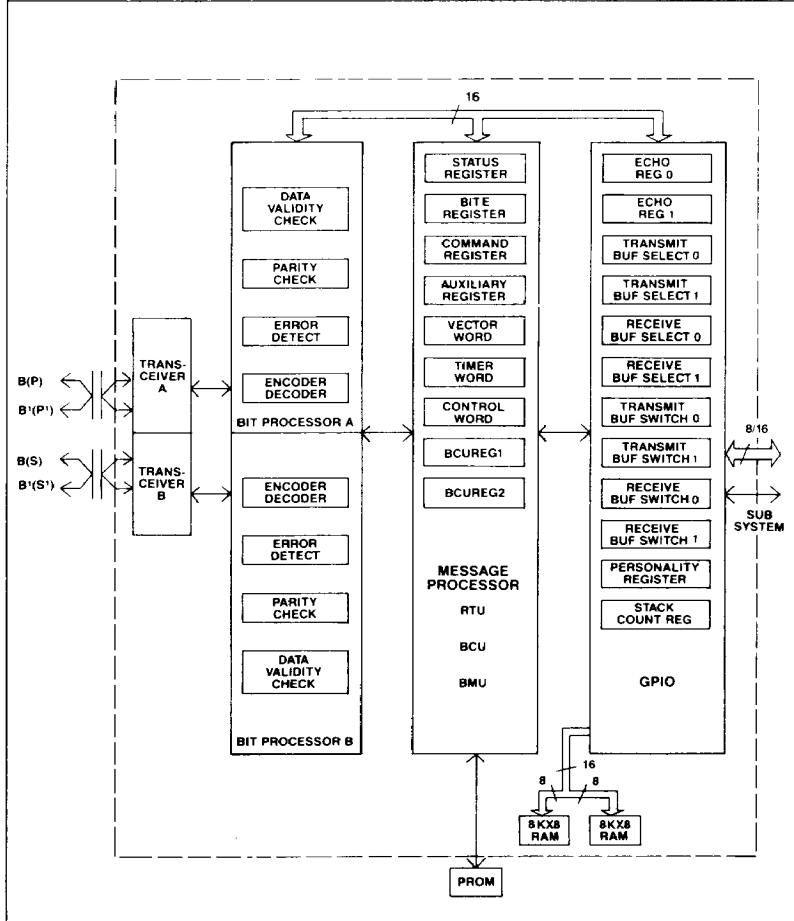 16
DATA
VALIDITY
CHECK
PARITY
CHECK
ERROR
DETECT
ENCODER
DECODER
BIT PROCESSOR A
ENCODER
DECODER
ERROR
DETECT
PARITY
CHECK
DATA
VALIDITY
CHECK
BIT PROCESSOR B
B(P)
B¹(P¹)
B(S)
B¹(S¹)
TRANS-
CEIVER
A
TRANS-
CEIVER
B
STATUS
REGISTER
BITE
REGISTER
COMMAND
REGISTER
AUXILIARY
REGISTER
VECTOR
WORD
TIMER
WORD
CONTROL
WORD
BCUREG1
BCUREG2
MESSAGE
PROCESSOR
RTU
BCU
BMU
ECHO
REG 0
ECHO
REG 1
TRANSMIT
BUF SELECT 0
TRANSMIT
BUF SELECT 1
RECEIVE
BUF SELECT 0
RECEIVE
BUF SELECT 1
TRANSMIT
BUF SWITCH 0
TRANSMIT
BUF SWITCH 1
RECEIVE
BUF SWITCH 0
RECEIVE
BUF SWITCH 1
PERSONALITY
REGISTER
STACK
COUNT REG
GPIO
8/16
SUB
SYSTEM
16
8
8
8KX8
RAM
8KX8
RAM
PROM